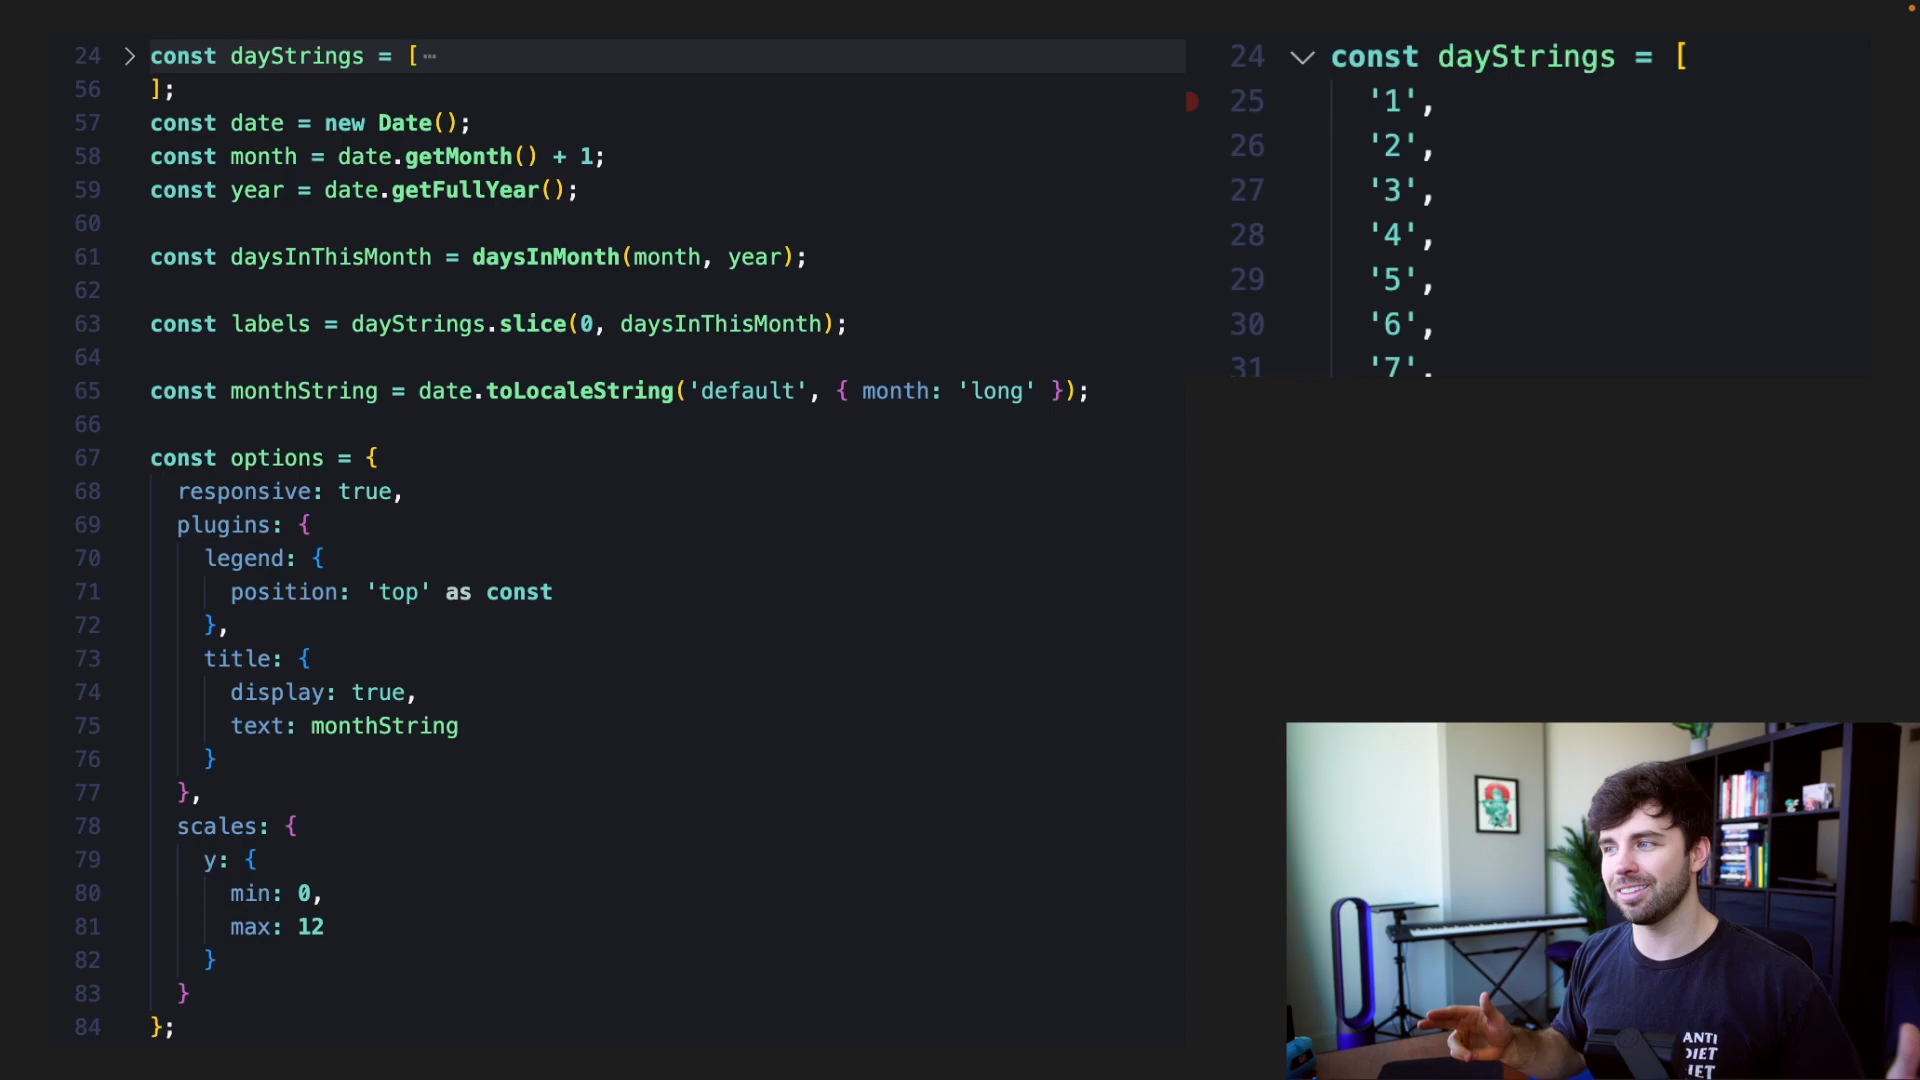 24 const dayStrings = [ ⋯
56 ];
57 const date = new Date();
58 const month = date.getMonth() + 1;
59 const year = date.getFullYear();
60
61 const daysInThisMonth = daysInMonth(month, year);
62
63 const labels = dayStrings.slice(0, daysInThisMonth);
64
65 const monthString = date.toLocaleString('default', { month: 'long' });
66
67 const options = {
68 responsive: true,
69 plugins: {
70 legend: {
71 position: 'top' as const
72 },
73 title: {
74 display: true,
75 text: monthString
76 }
77 },
78 scales: {
79 y: {
80 min: 0,
81 max: 12
82 }
83 }
84 };
24 const dayStrings = [
25 '1',
26 '2',
27 '3',
28 '4',
29 '5',
30 '6',
31 '7',
ANTI
DIET